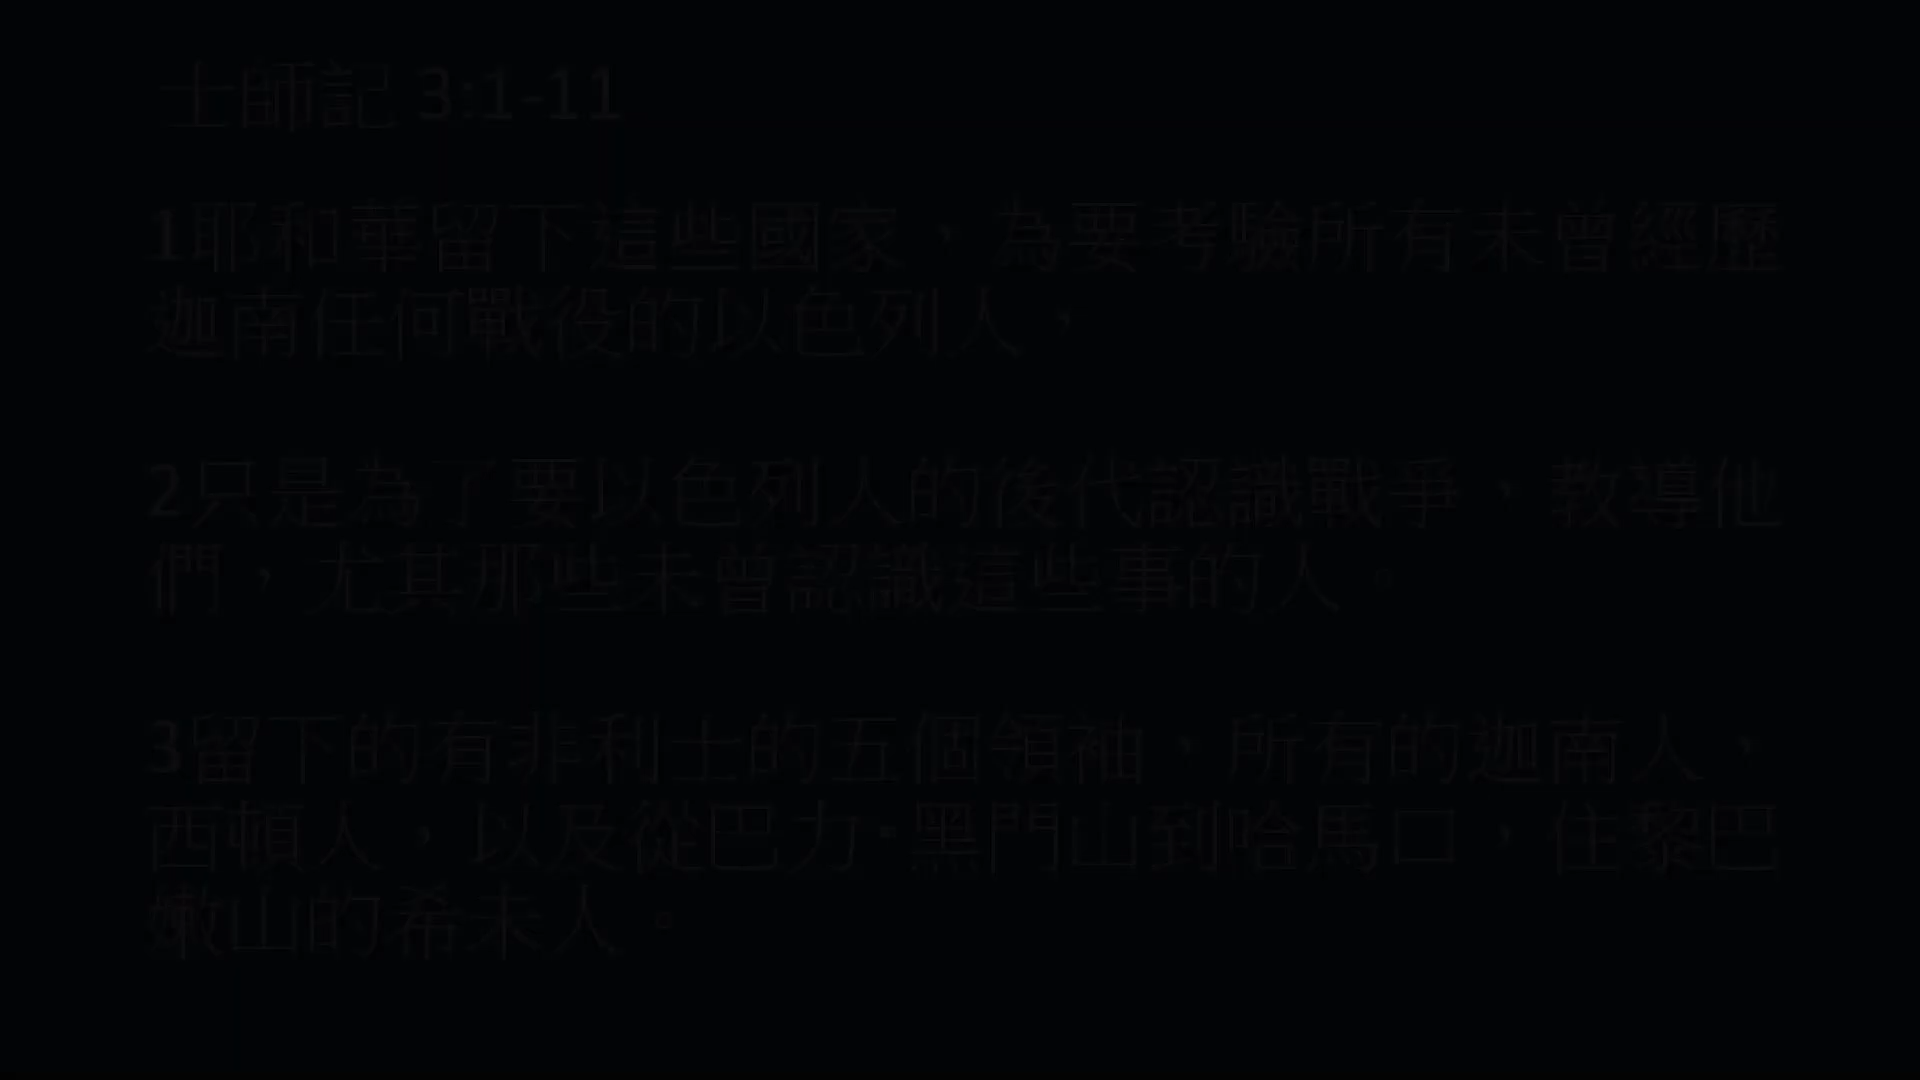 士師記 3:1-11
1耶和華留下這些國家，為要考驗所有未曾經歷
迦南任何戰役的以色列人，
2只是為了要以色列人的後代認識戰爭，教導他
們，尤其那些未曾認識這些事的人。
3留下的有非利士的五個領袖、所有的迦南人、
西頓人，以及從巴力·黑門山到哈馬口，住黎巴
嫩山的希未人。